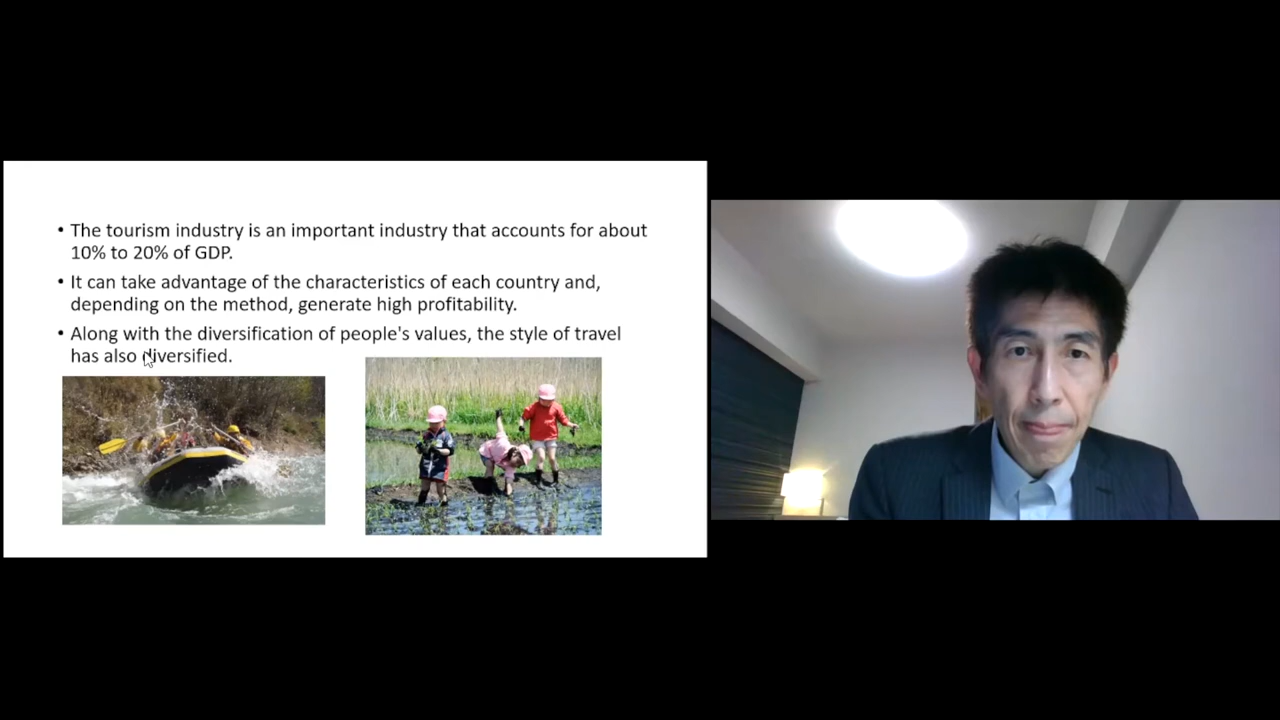 • The tourism industry is an important industry that accounts for about
10% to 20% of GDP.
• It can take advantage of the characteristics of each country and,
depending on the method, generate high profitability.
• Along with the diversification of people's values, the style of travel
has also diversified.